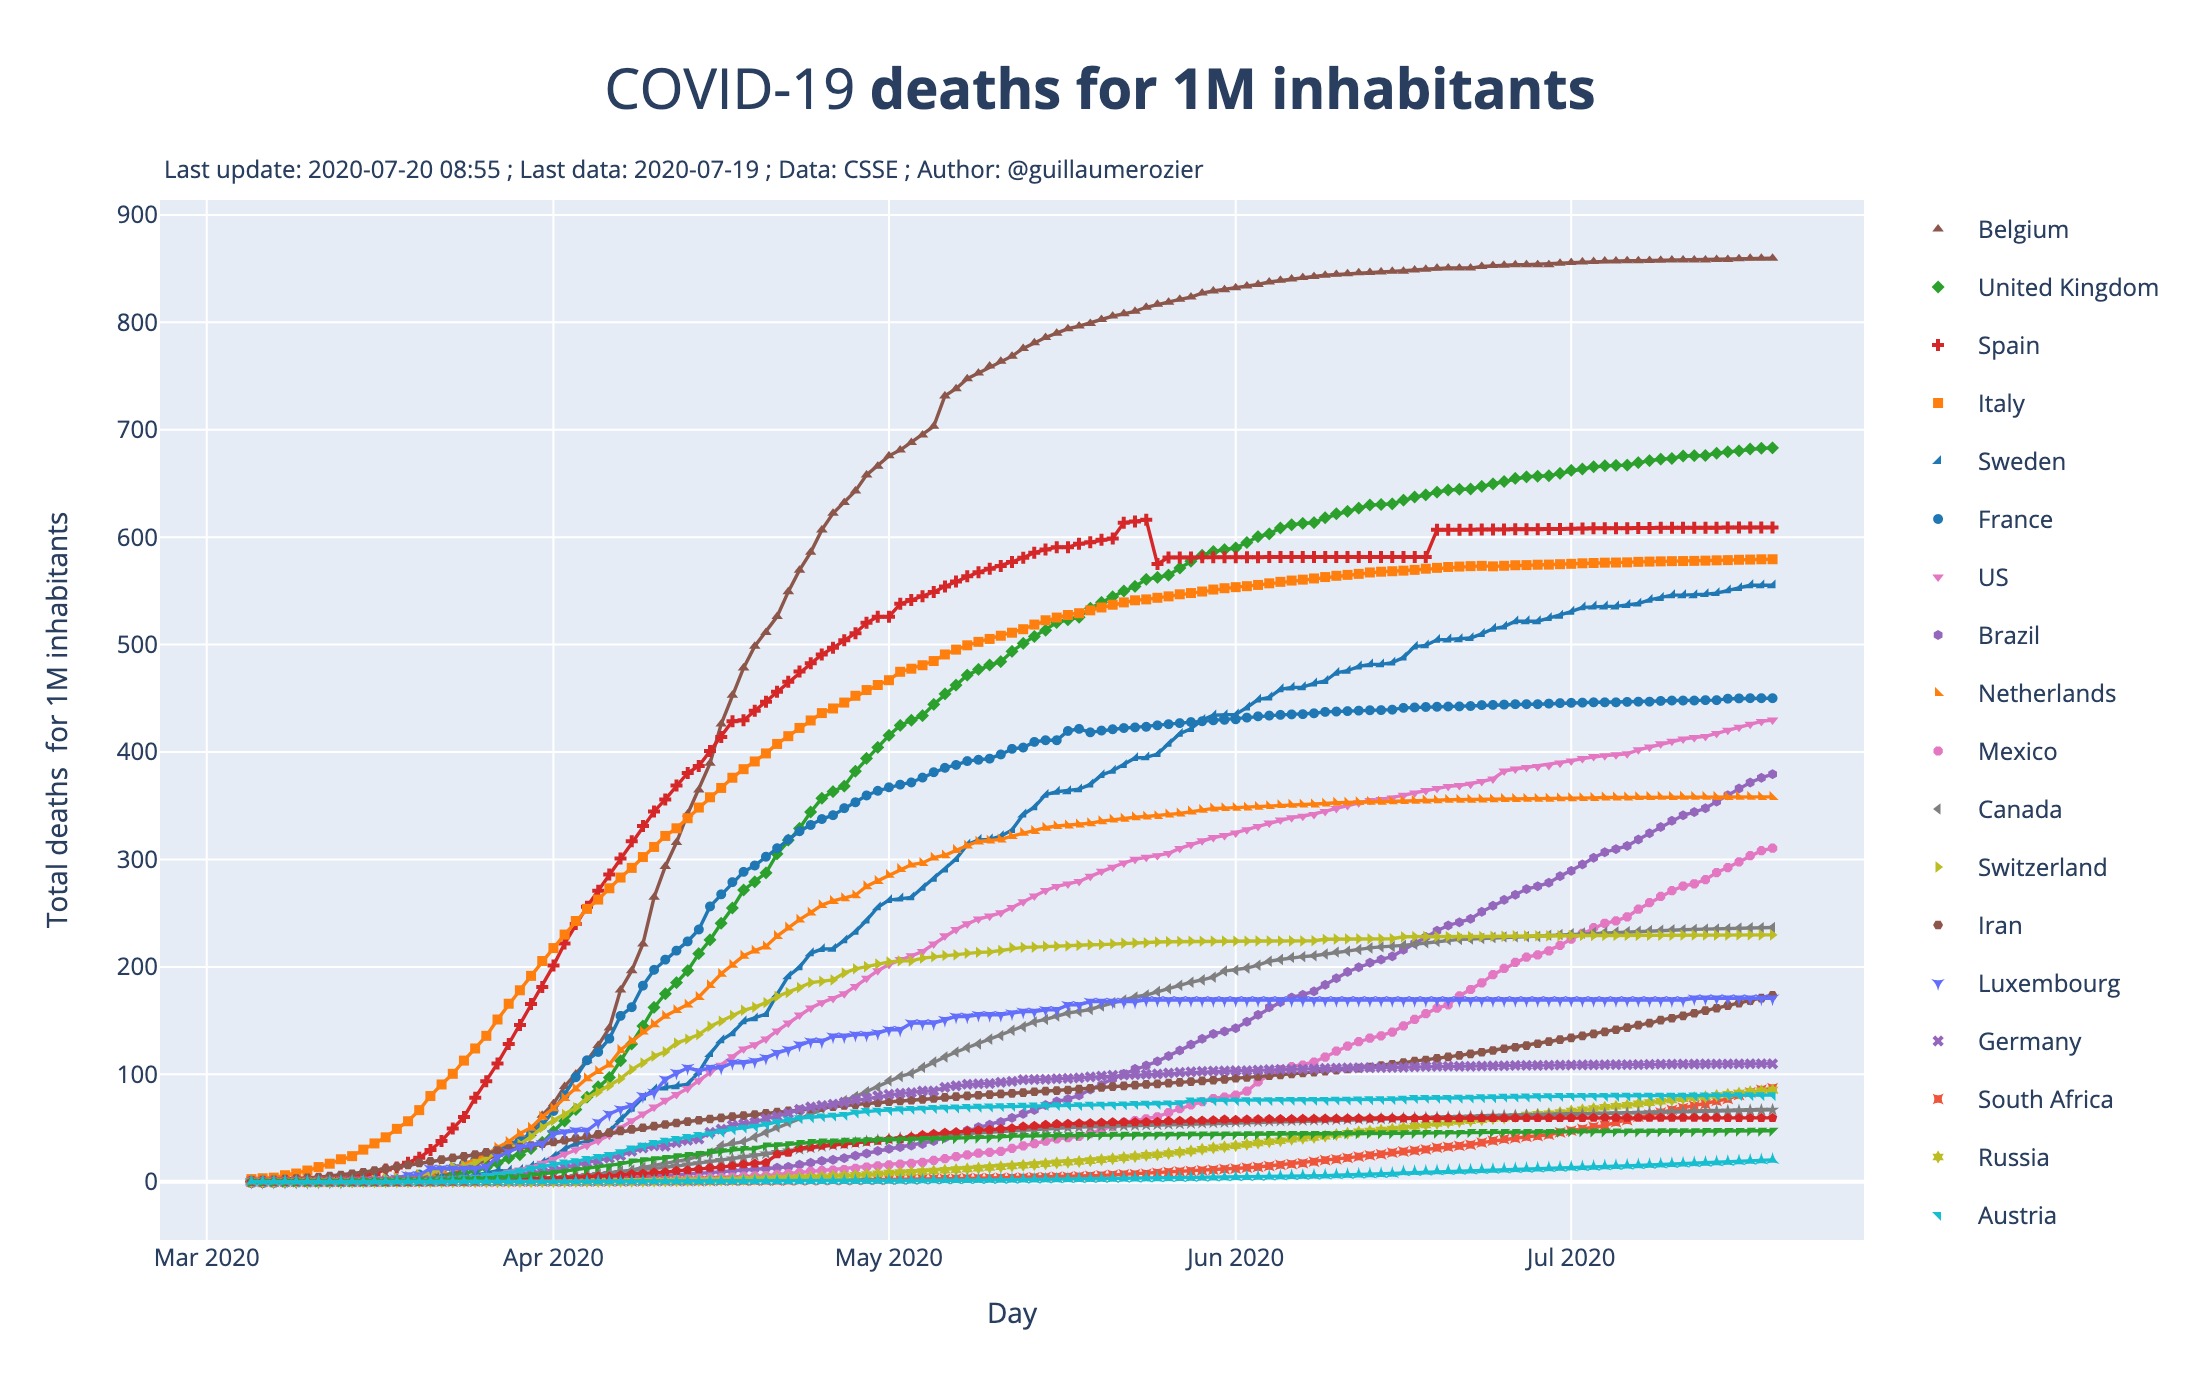 COVID-19 deaths for 1M inhabitants
Last update: 2020-07-20 08:55 ; Last data: 2020-07-19 ; Data: CSSE ; Author: @guillaumerozier
900
800
700
600
500
400
300
200
100
0
Total deaths for 1M inhabitants
Mar 2020
Apr 2020
May 2020
Jun 2020
Jul 2020
Day
Belgium
United Kingdom
Spain
Italy
Sweden
France
US
Brazil
Netherlands
Mexico
Canada
Switzerland
Iran
Luxembourg
Germany
South Africa
Russia
Austria